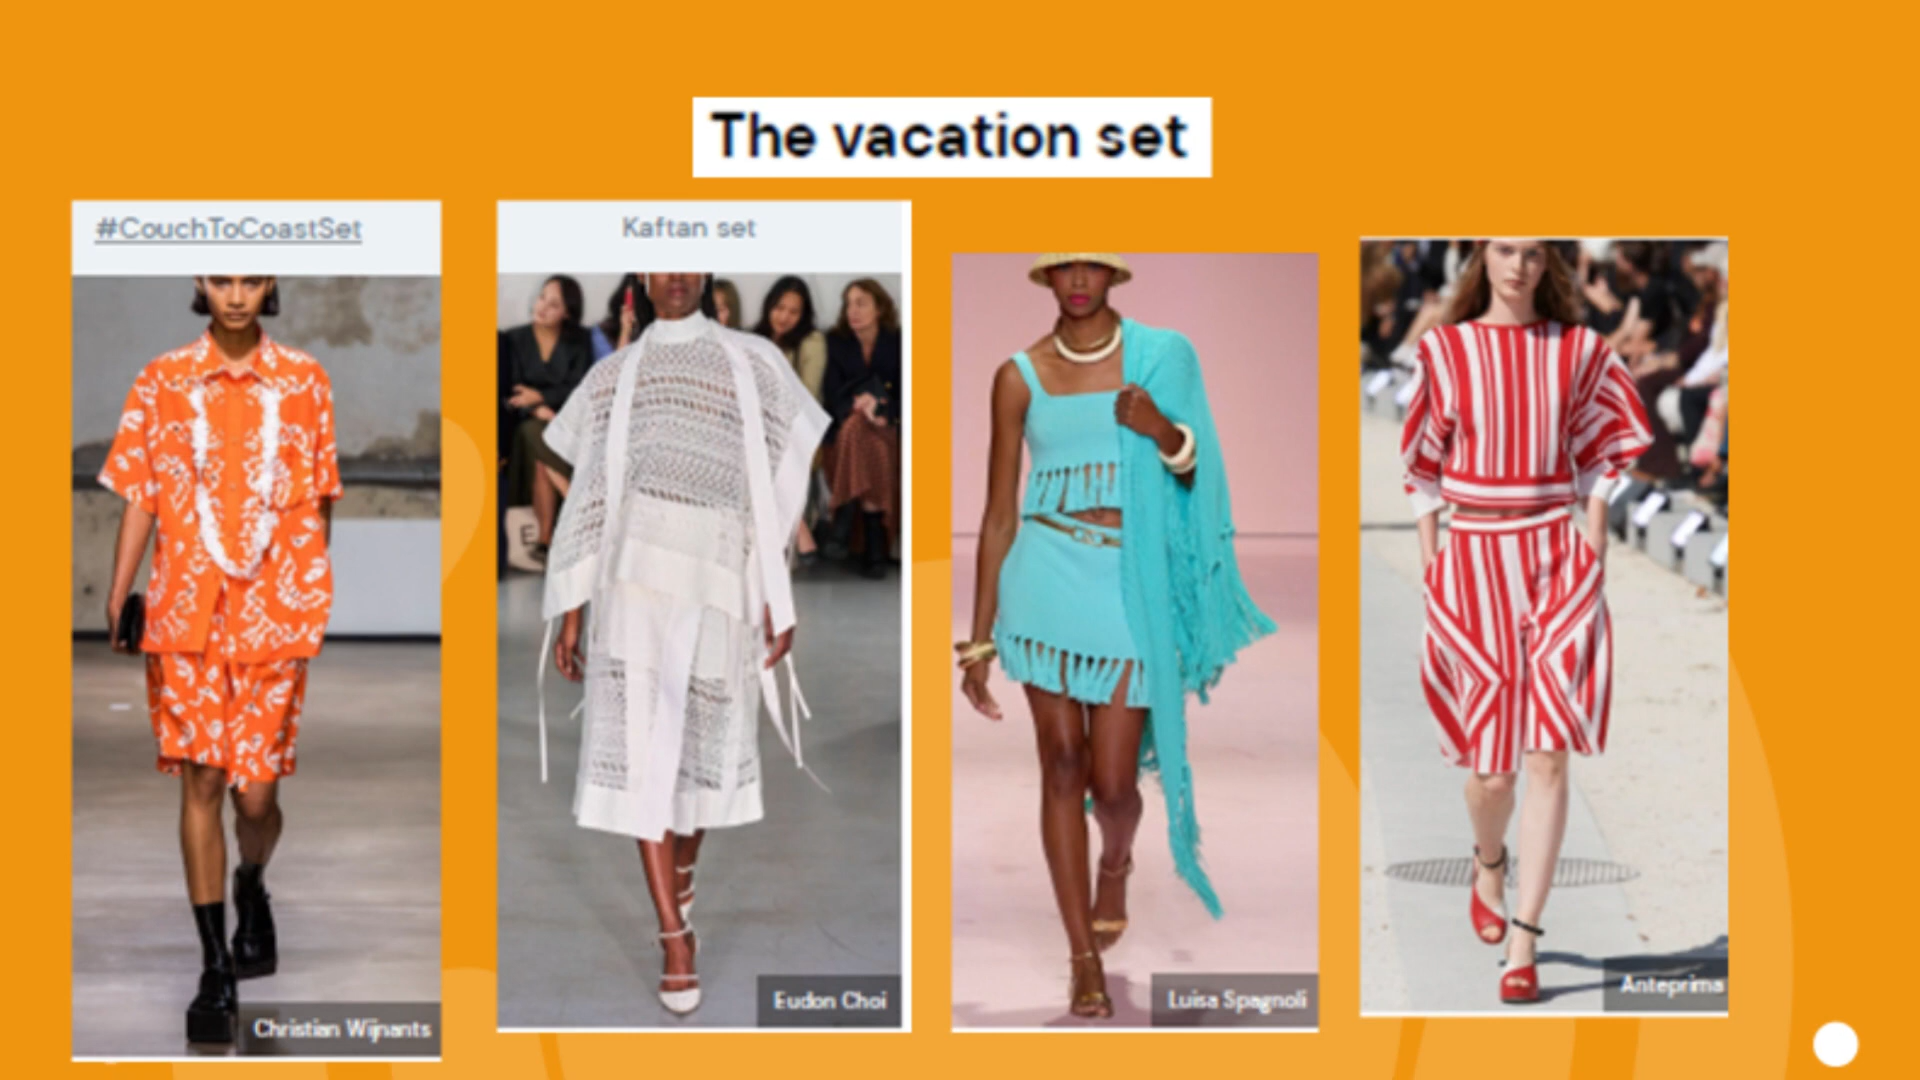 The vacation set
#CouchToCoastSet
Kaftan set
Christian Wijnants
Eudon Choi
Luisa Spagnoli
Anteprima